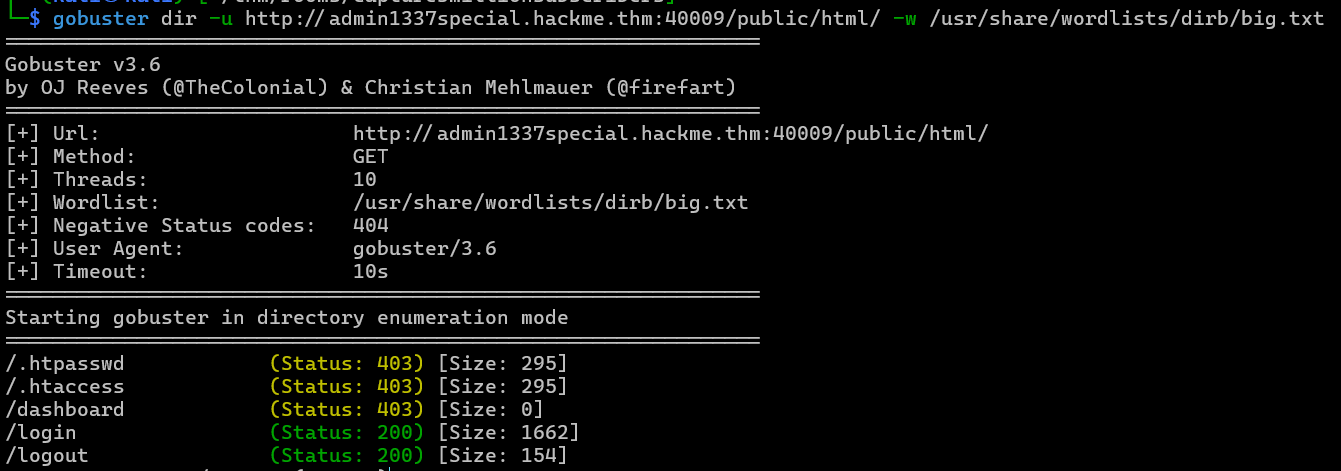 $ gobuster dir -u http://admin1337special.hackme.thm:40009/public/html/ -w /usr/share/wordlists/dirb/big.txt
===============================================================
Gobuster v3.6
by OJ Reeves (@TheColonial) & Christian Mehlmauer (@firefart)
===============================================================
[+] Url:                     http://admin1337special.hackme.thm:40009/public/html/
[+] Method:                  GET
[+] Threads:                 10
[+] Wordlist:                /usr/share/wordlists/dirb/big.txt
[+] Negative Status codes:   404
[+] User Agent:              gobuster/3.6
[+] Timeout:                 10s
===============================================================
Starting gobuster in directory enumeration mode
===============================================================
/.htpasswd            (Status: 403) [Size: 295]
/.htaccess            (Status: 403) [Size: 295]
/dashboard            (Status: 403) [Size: 0]
/login                (Status: 200) [Size: 1662]
/logout               (Status: 200) [Size: 154]